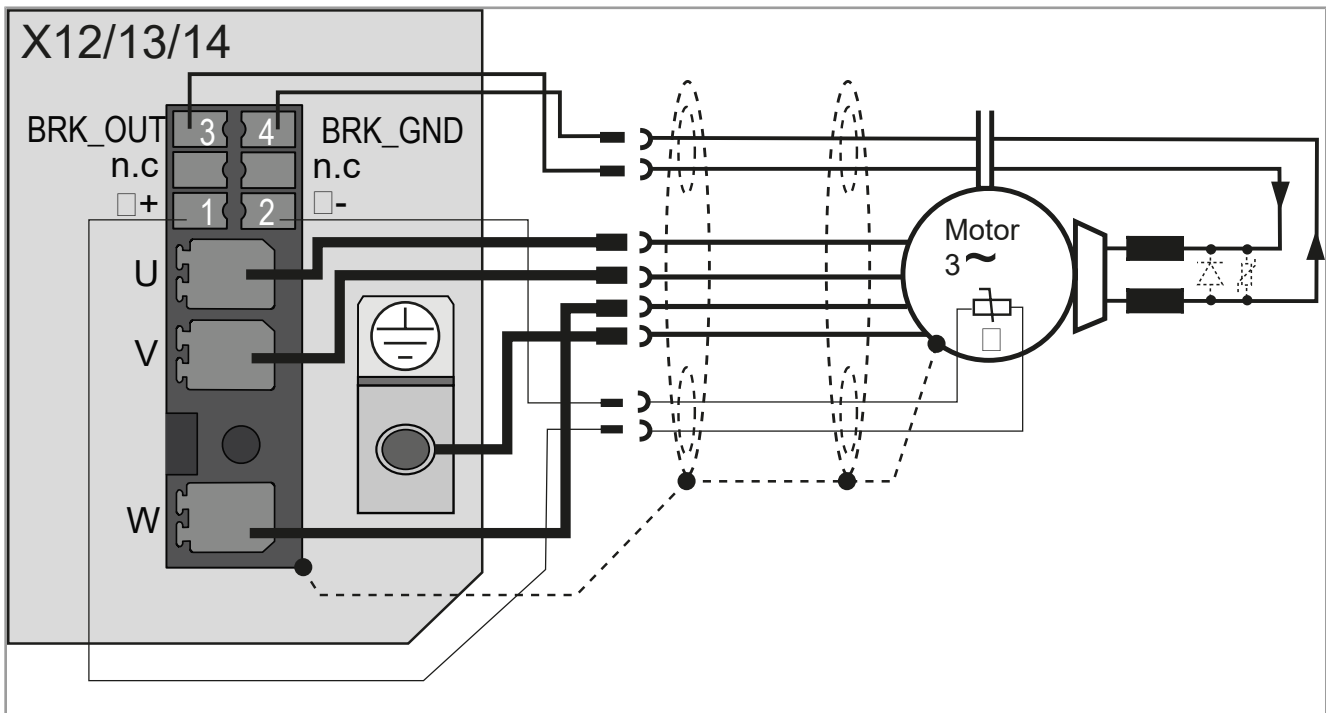 X12/13/14
BRK_OUT 3 4 BRK_GND
n.c n.c
□+ 1 2 □-
U
V
W
Motor
3~
□